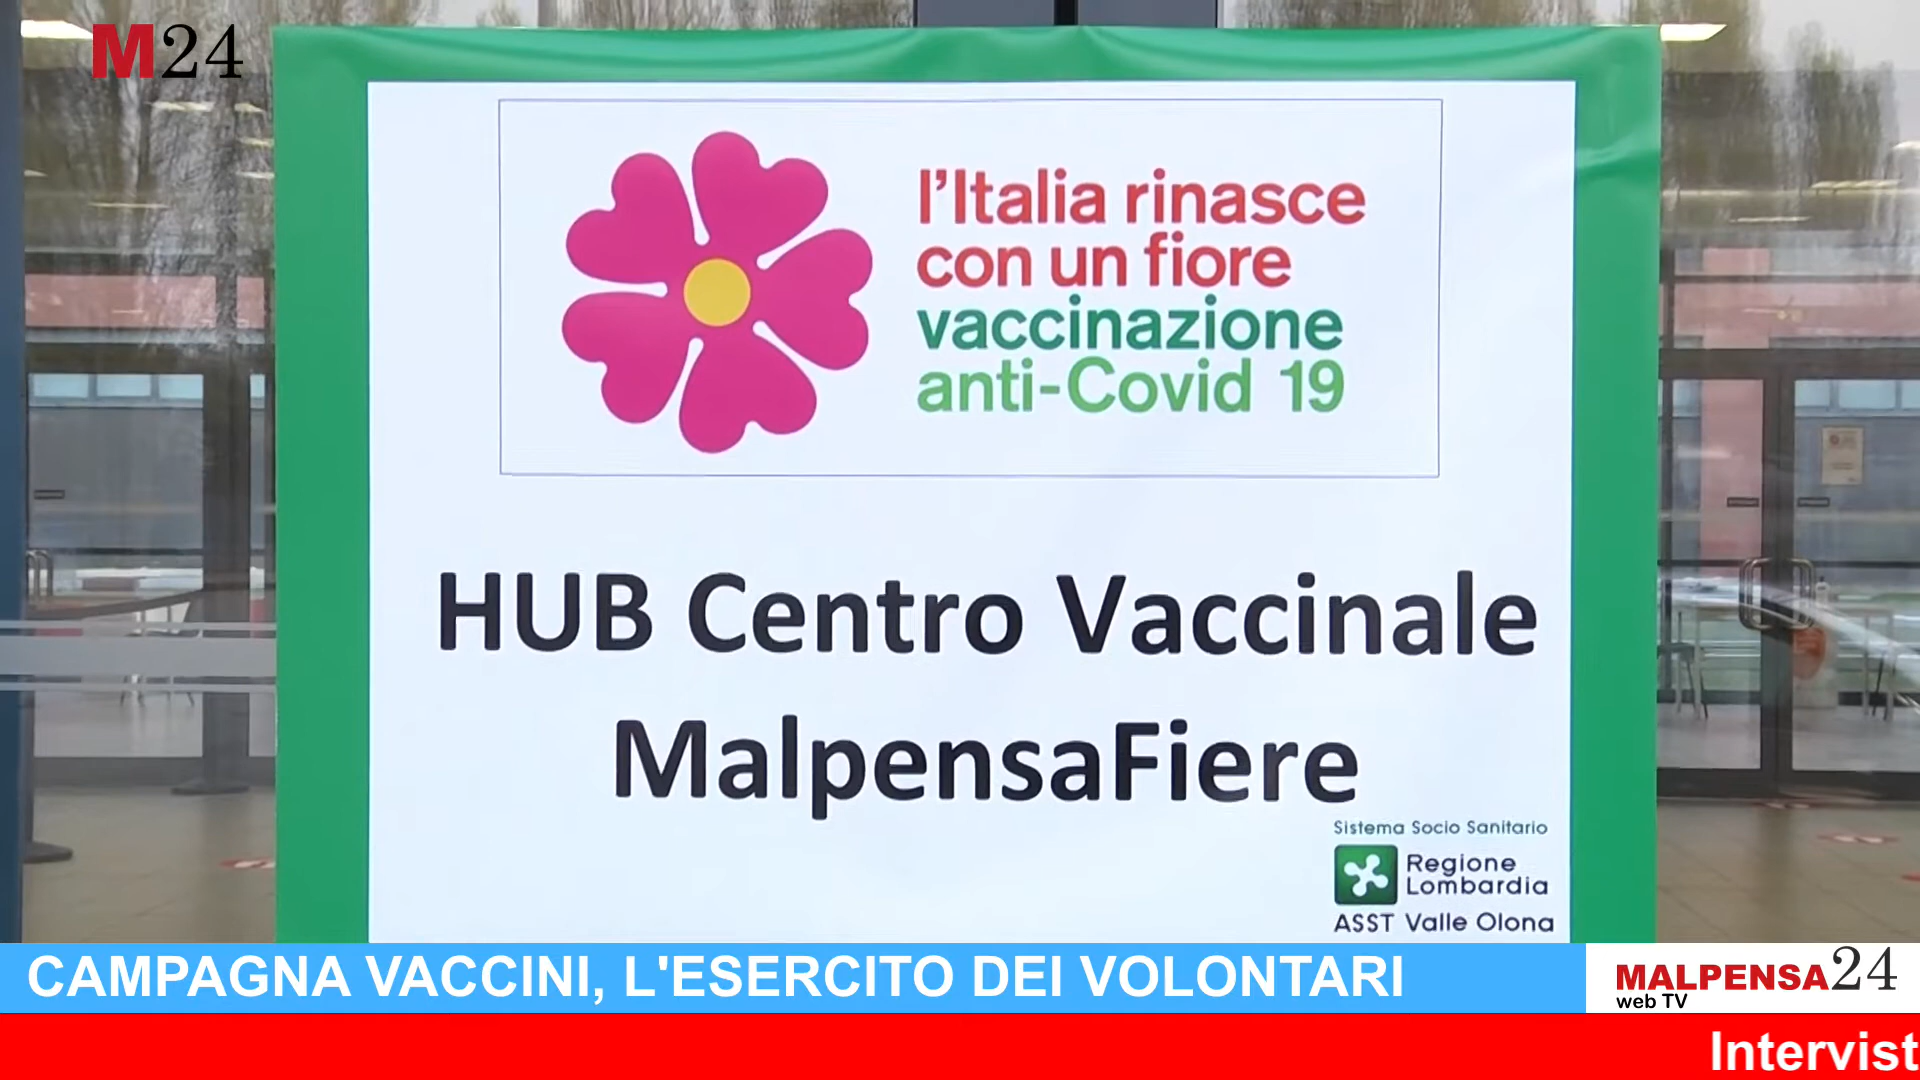 M24
l'Italia rinasce
con un fiore
vaccinazione
anti-Covid 19
HUB Centro Vaccinale
MalpensaFiere
Sistema Socio Sanitario
Regione
Lombardia
ASST Valle Olona
CAMPAGNA VACCINI, L'ESERCITO DEI VOLONTARI
MALPENSA24
web TV
Intervist